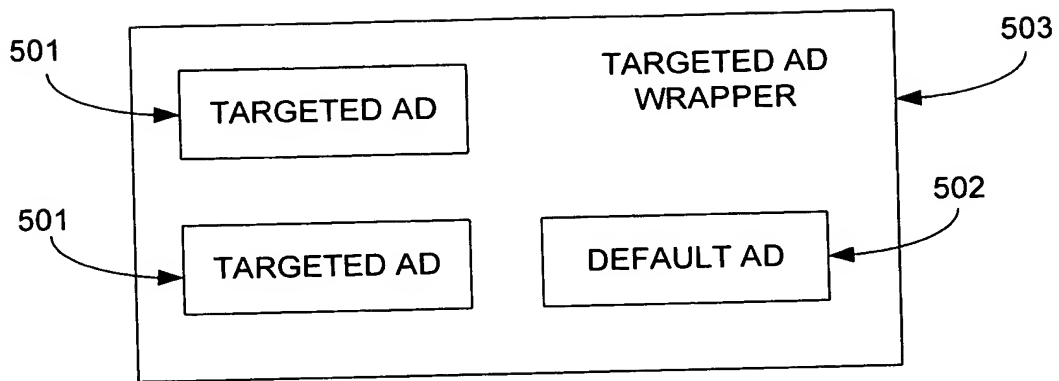 501
TARGETED AD
TARGETED AD
WRAPPER
503
501
TARGETED AD
DEFAULT AD
502